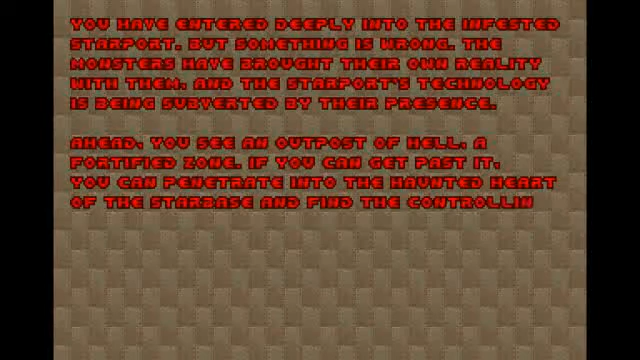 YOU HAVE ENTERED DEEPLY INTO THE INFESTED
STARPORT. BUT SOMETHING IS WRONG. THE
MONSTERS HAVE BROUGHT THEIR OWN REALITY
WITH THEM, AND THE STARPORT'S TECHNOLOGY
IS BEING SUBVERTED BY THEIR PRESENCE.
AHEAD, YOU SEE AN OUTPOST OF HELL, A
FORTIFIED ZONE. IF YOU CAN GET PAST IT,
YOU CAN PENETRATE INTO THE HAUNTED HEART
OF THE STARBASE AND FIND THE CONTROLLIN